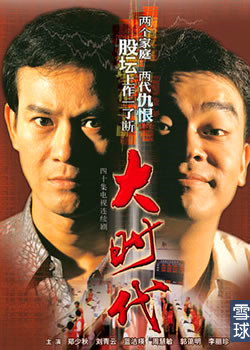 两个家庭 两代仇恨
股坛上作一了断
大时代
四十集电视连续剧
主演 郑少秋 刘青云 蓝洁瑛 周慧敏 郭蔼明 李丽珍
雪球